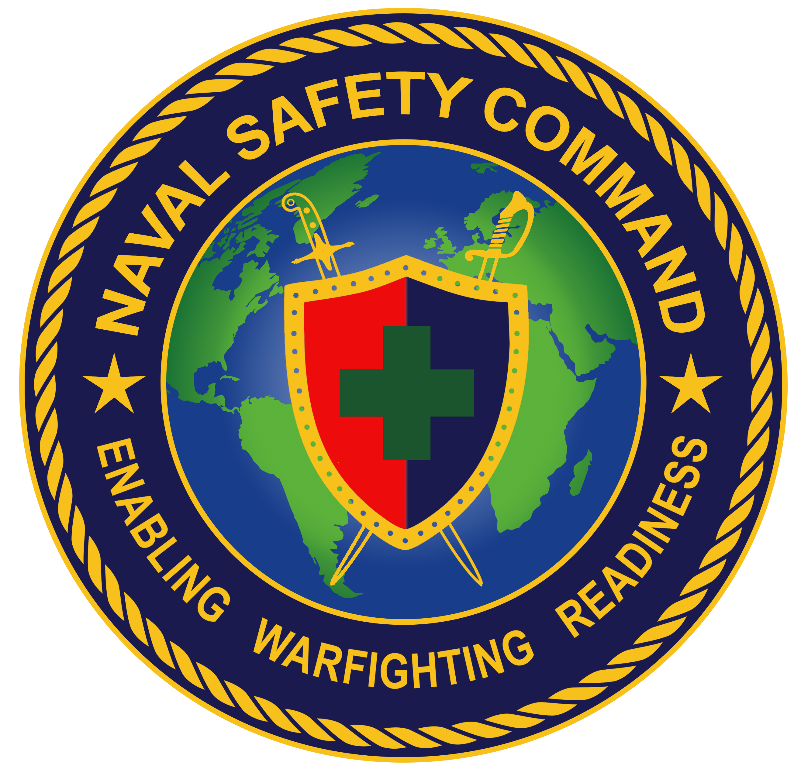 NAVAL SAFETY COMMAND
ENABLING WARFIGHTING READINESS